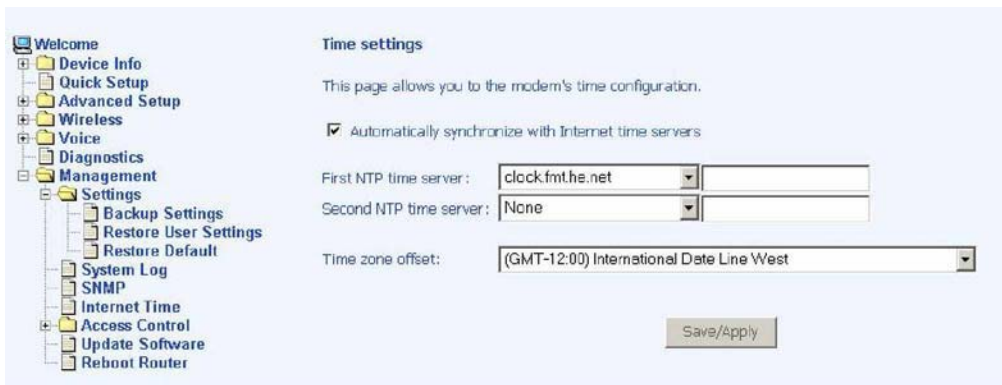 Welcome
Device Info
Quick Setup
Advanced Setup
Wireless
Voice
Diagnostics
Management
Settings
Backup Settings
Restore User Settings
Restore Default
System Log
SNMP
Internet Time
Access Control
Update Software
Reboot Router
Time settings
This page allows you to the modem's time configuration.
Automatically synchronize with Internet time servers
First NTP time server: clock.fmt.he.net
Second NTP time server: None
Time zone offset: (GMT-12:00) International Date Line West
Save/Apply